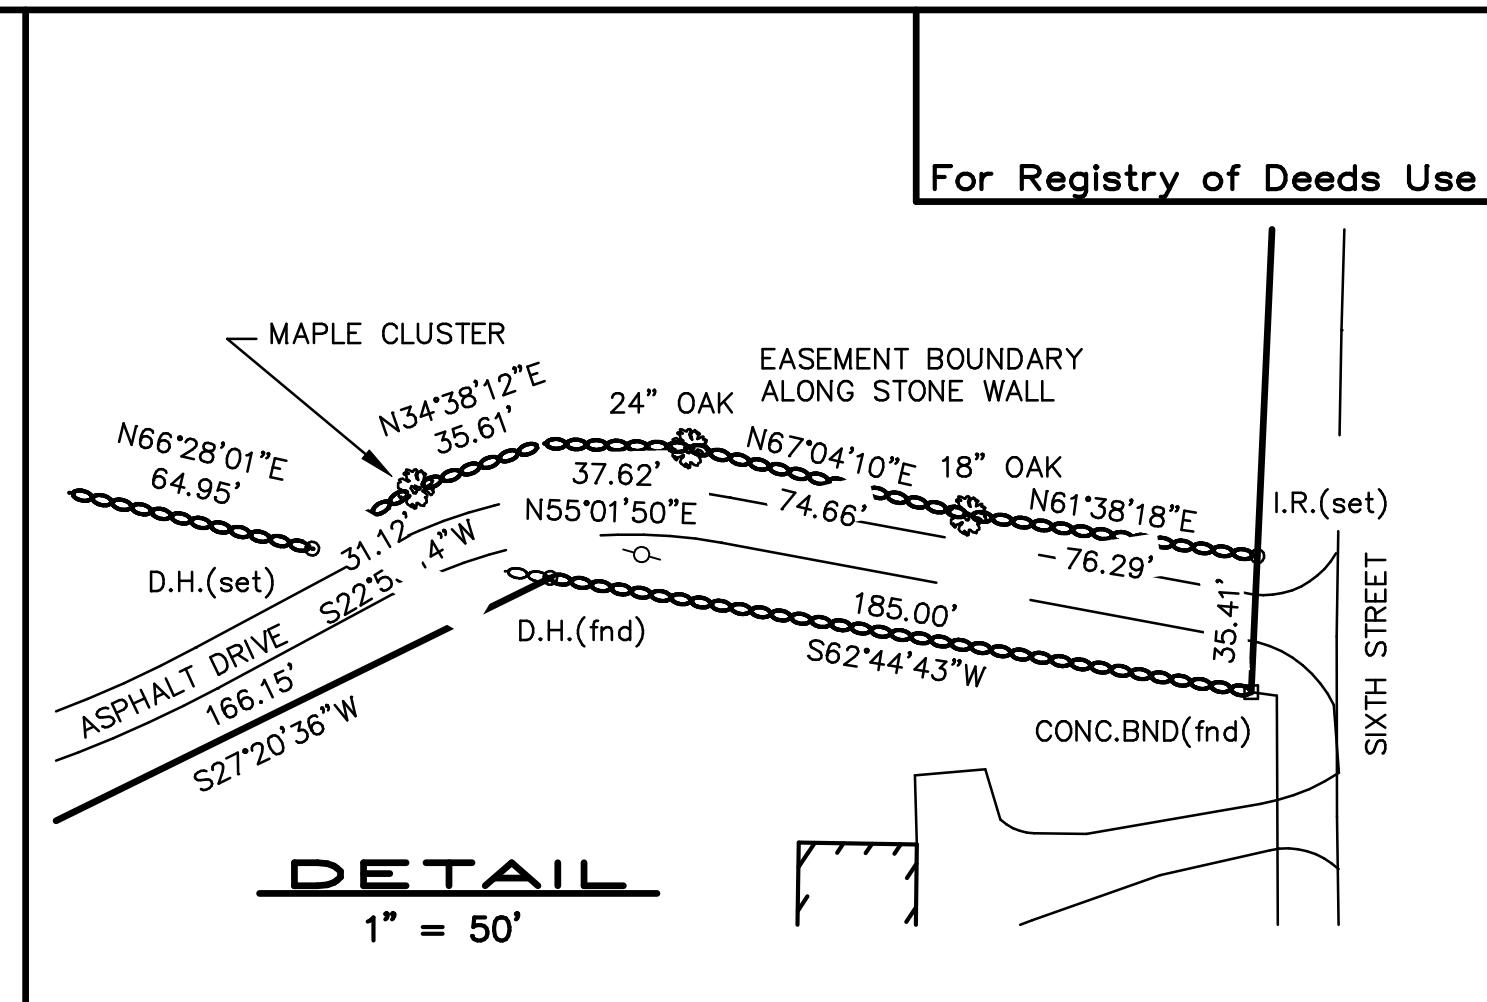 For Registry of Deeds Use
MAPLE CLUSTER
EASEMENT BOUNDARY
ALONG STONE WALL
N34°38'12"E
35.61'
24" OAK
N66°28'01"E
64.95'
37.62'
N55°01'50"E
N67°04'10"E
74.66'
18" OAK
N61°38'18"E
76.29'
I.R.(set)
31.12'
D.H.(set)
D.H.(fnd)
185.00'
S62°44'43"W
35.41'
SIXTH STREET
ASPHALT DRIVE
166.15'
S27°20'36"W
CONC.BND(fnd)
DETAIL
1" = 50'